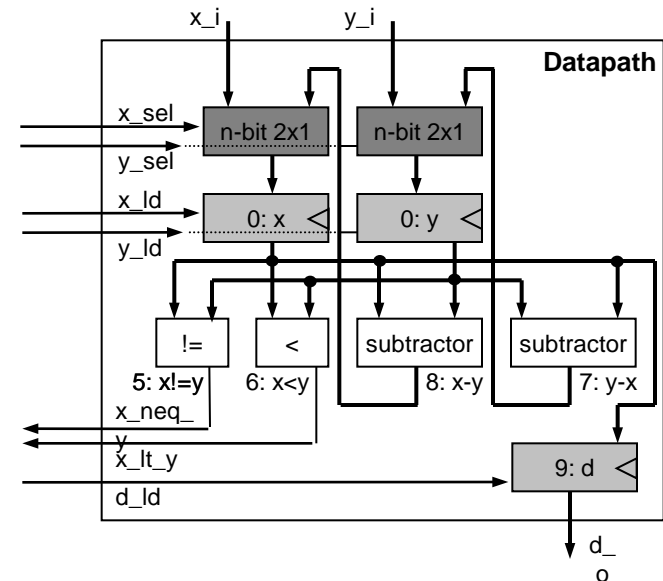 x_i y_i
Datapath
x_sel
n-bit 2x1 n-bit 2x1
y_sel
x_ld
0: x 0: y
y_ld
!= < subtractor subtractor
5: x!=y 6: x<y 8: x-y 7: y-x
x_neq_
y
x_lt_y
9: d
d_ld
d_
o